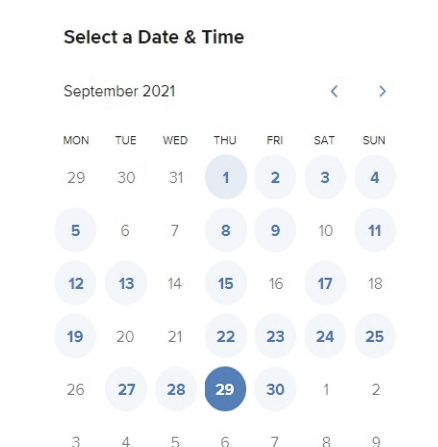 Select a Date & Time
September 2021 < >
MON TUE WED THU FRI SAT SUN
29 30 31 1 2 3 4
5 6 7 8 9 10 11
12 13 14 15 16 17 18
19 20 21 22 23 24 25
26 27 28 29 30 1 2
3 4 5 6 7 8 9